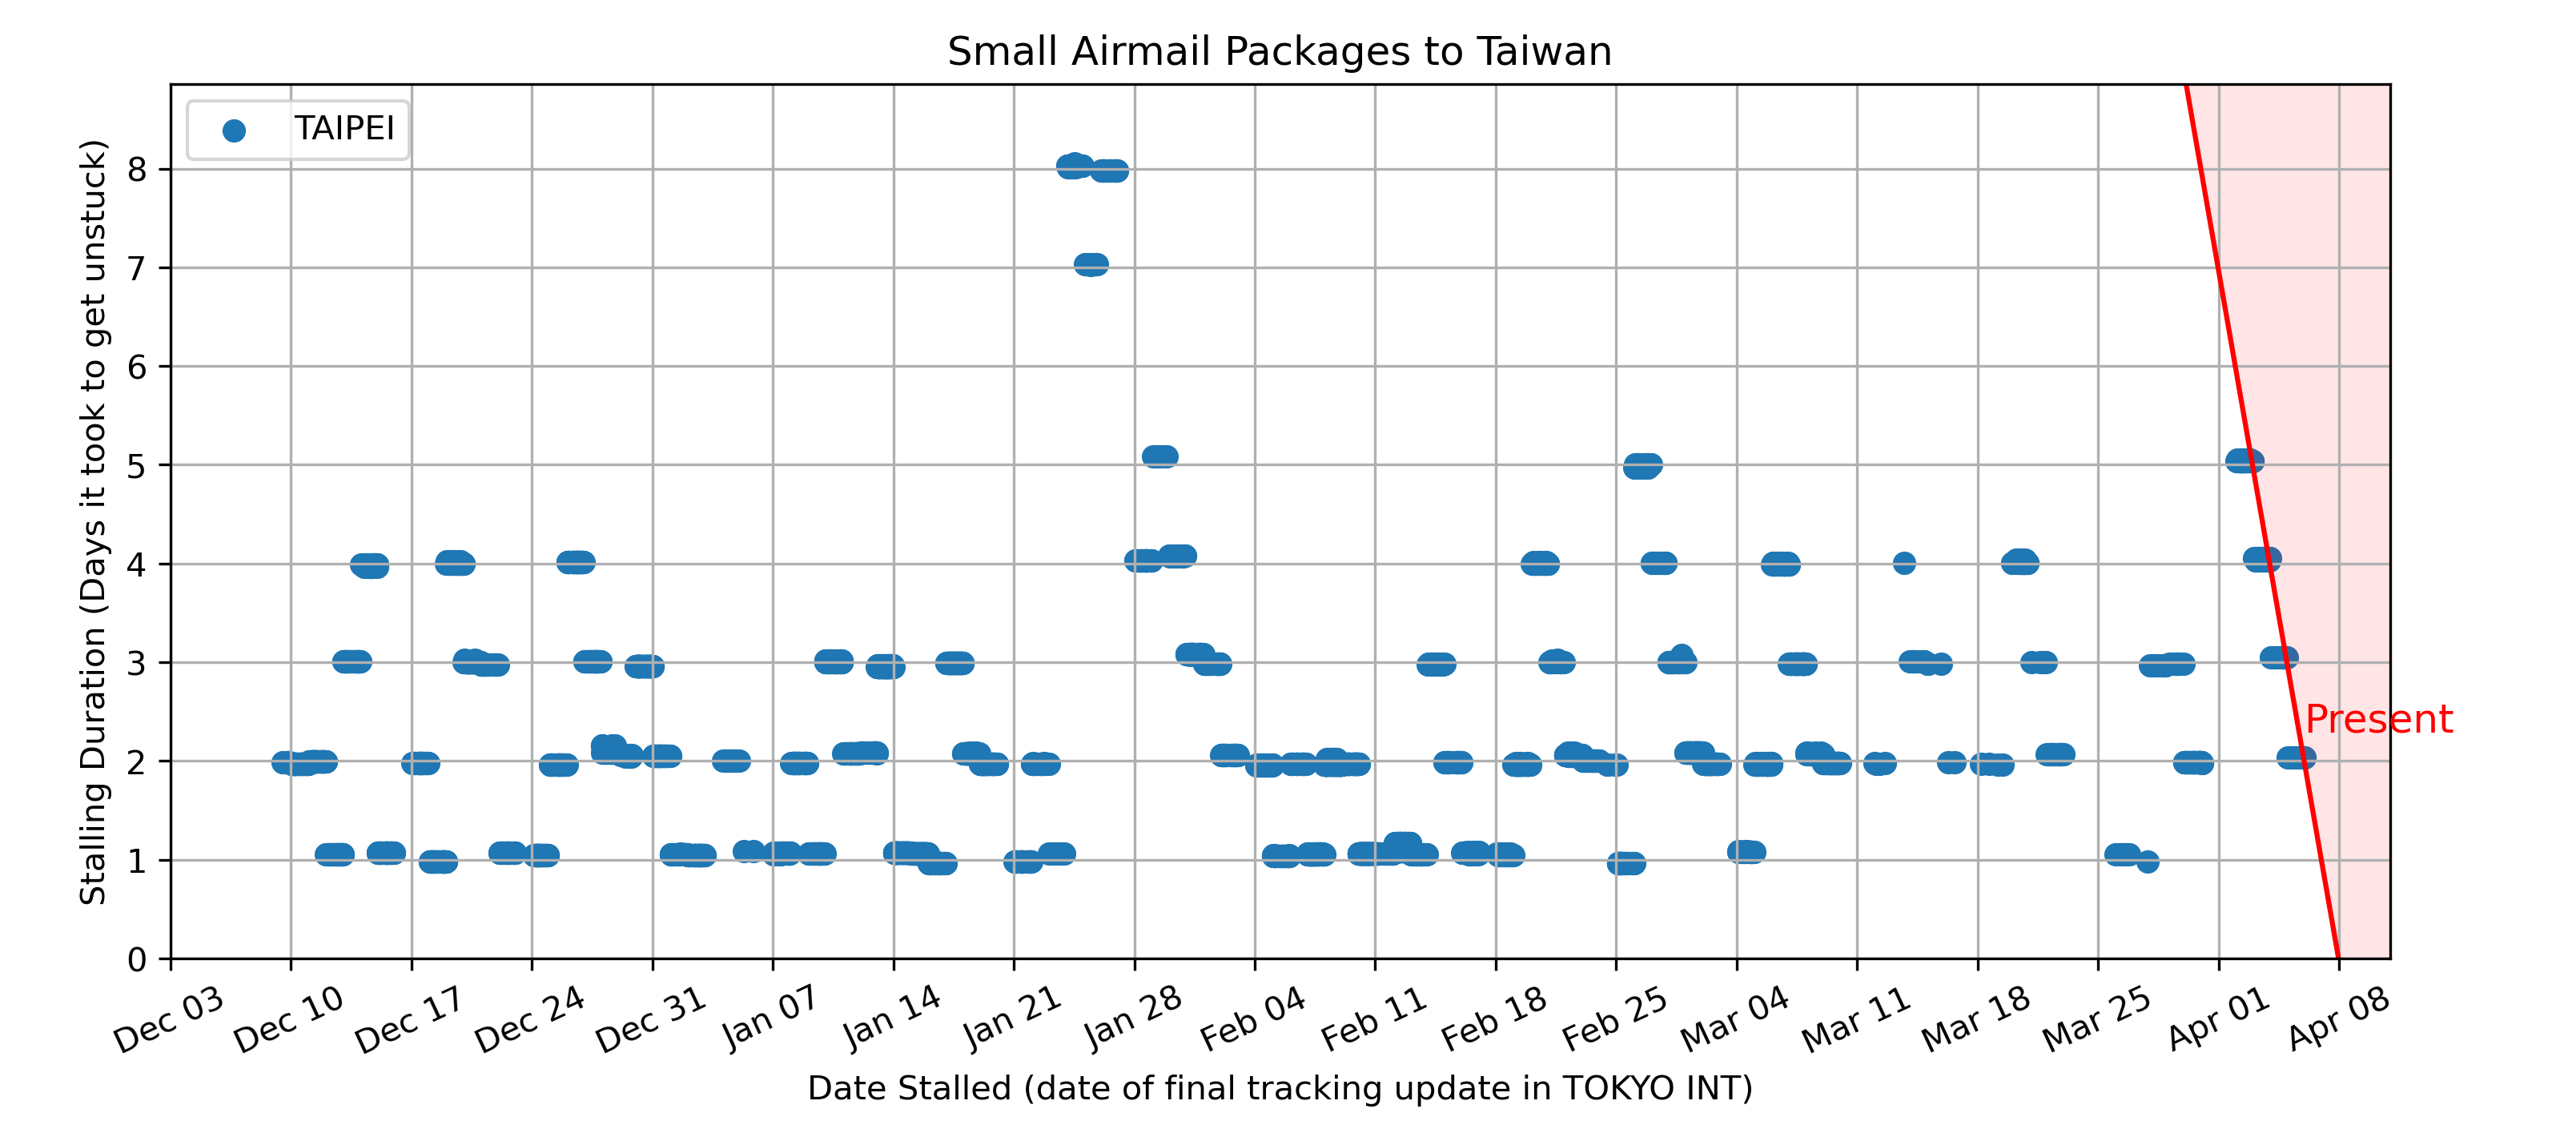 Small Airmail Packages to Taiwan
TAIPEI
Stalling Duration (Days it took to get unstuck)
8
7
6
5
4
3
2
1
0
Present
Dec 03
Dec 10
Dec 17
Dec 24
Dec 31
Jan 07
Jan 14
Jan 21
Jan 28
Feb 04
Feb 11
Feb 18
Feb 25
Mar 04
Mar 11
Mar 18
Mar 25
Apr 01
Apr 08
Date Stalled (date of final tracking update in TOKYO INT)